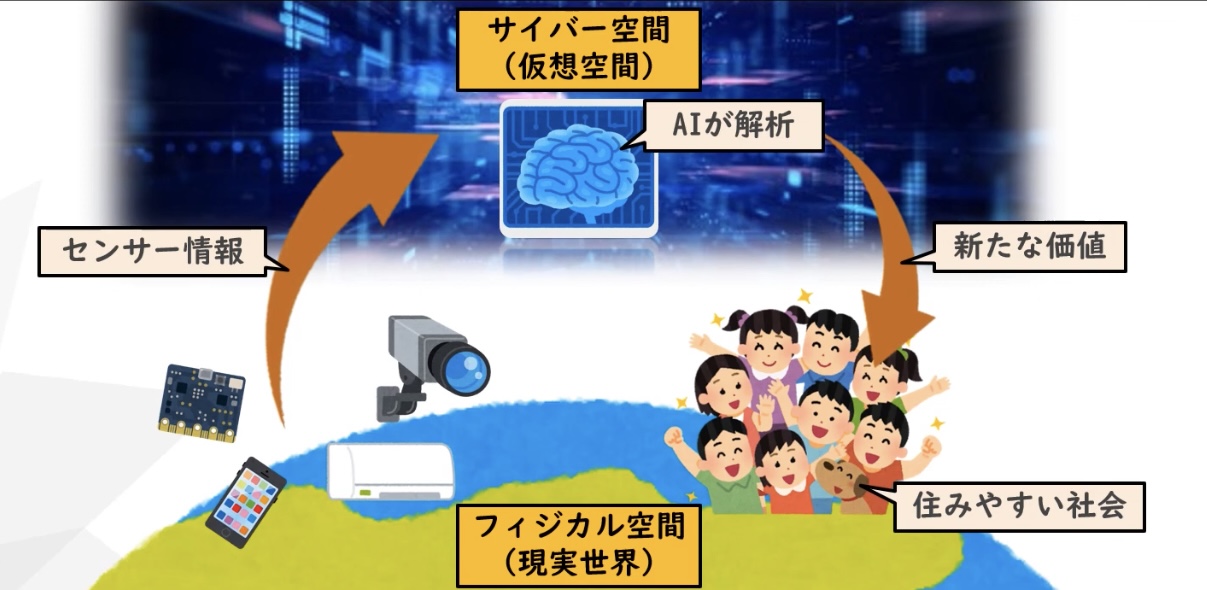 サイバー空間
（仮想空間）
AIが解析
センサー情報
新たな価値
住みやすい社会
フィジカル空間
（現実世界）